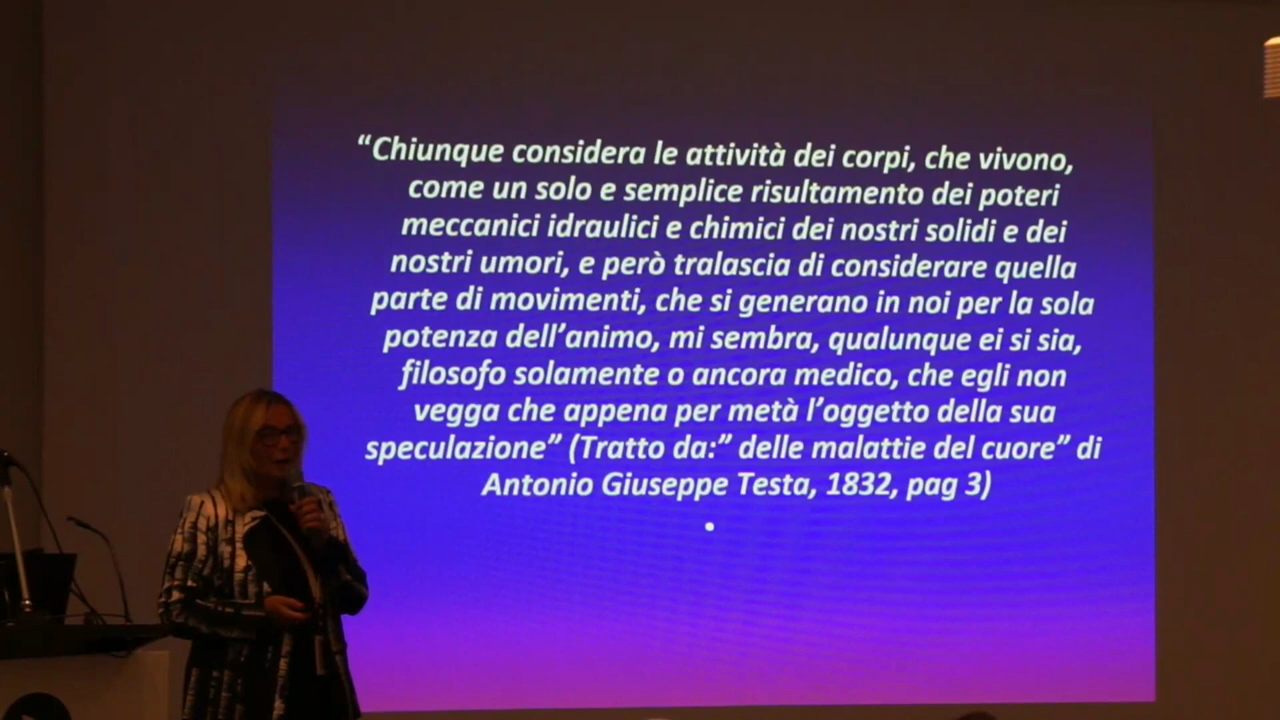 “Chiunque considera le attività dei corpi, che vivono,
come un solo e semplice risultamento dei poteri
meccanici idraulici e chimici dei nostri solidi e dei
nostri umori, e però tralascia di considerare quella
parte di movimenti, che si generano in noi per la sola
potenza dell’animo, mi sembra, qualunque ei si sia,
filosofo solamente o ancora medico, che egli non
vegga che appena per metà l’oggetto della sua
speculazione” (Tratto da:” delle malattie del cuore” di
Antonio Giuseppe Testa, 1832, pag 3)
.